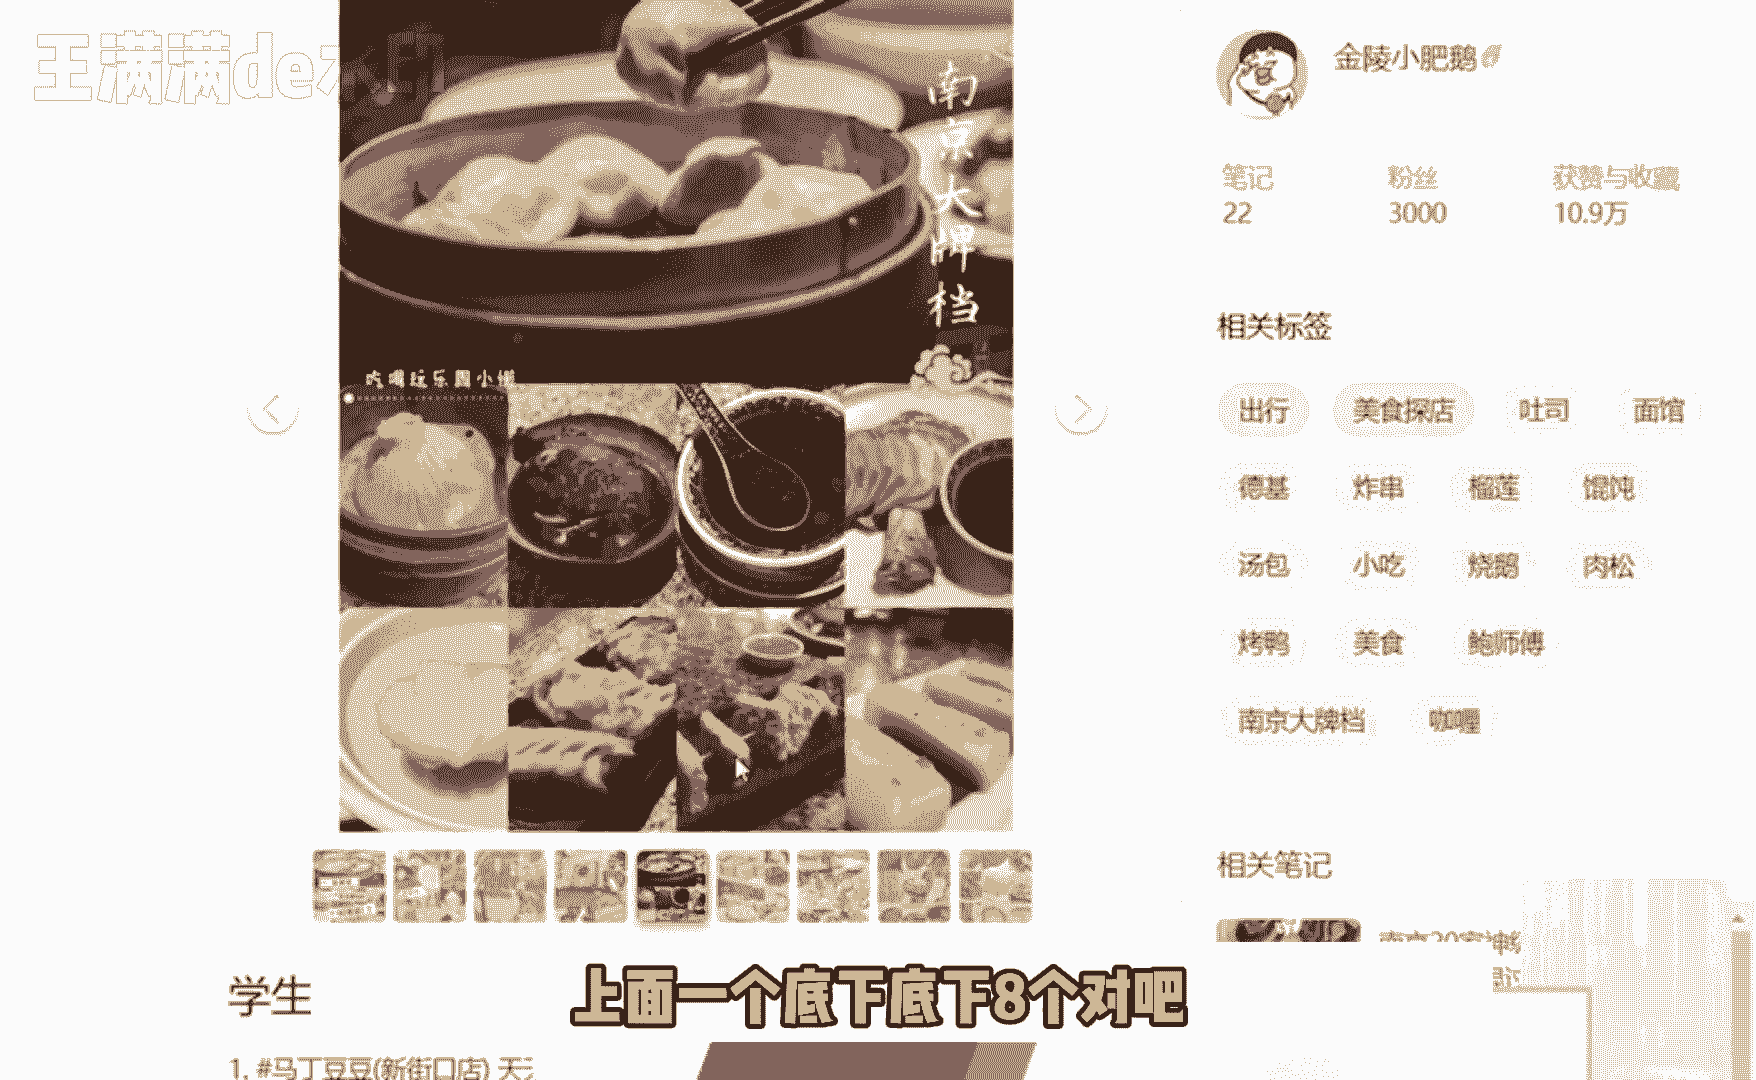 王满满de水印
金陵小肥鹅
笔记 粉丝 获赞与收藏
22 3000 10.9万
南京大牌档
相关标签
吃喝玩乐圆小馒
出行 美食探店 吐司 面馆
德基 炸串 榴莲 馄饨
汤包 小吃 烧鹅 肉松
烤鸭 美食 鲍师傅
南京大牌档 咖喱
相关笔记
学生
上面一个底下底下8个对吧
1. #马丁豆豆(新街口店)